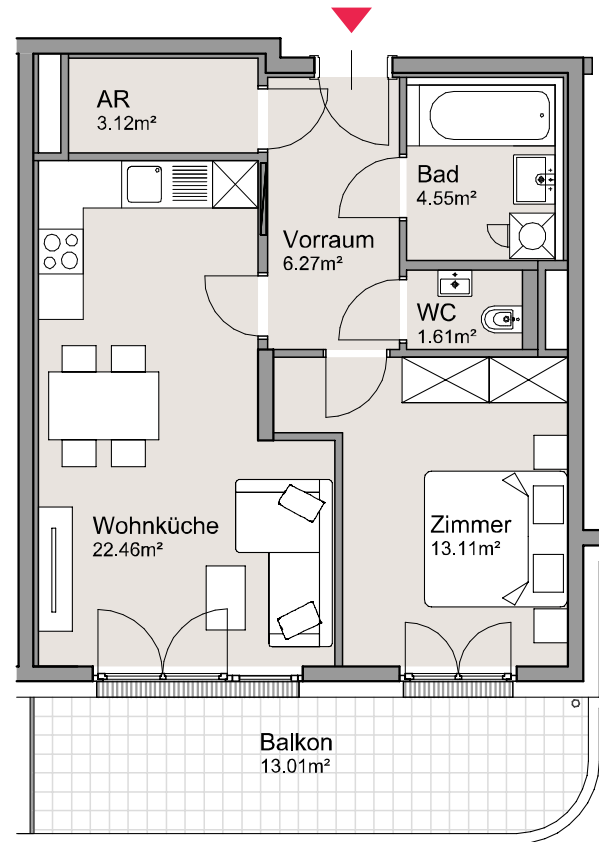 AR
3.12m²
Bad
4.55m²
Vorraum
6.27m²
WC
1.61m²
Wohnküche
22.46m²
Zimmer
13.11m²
Balkon
13.01m²